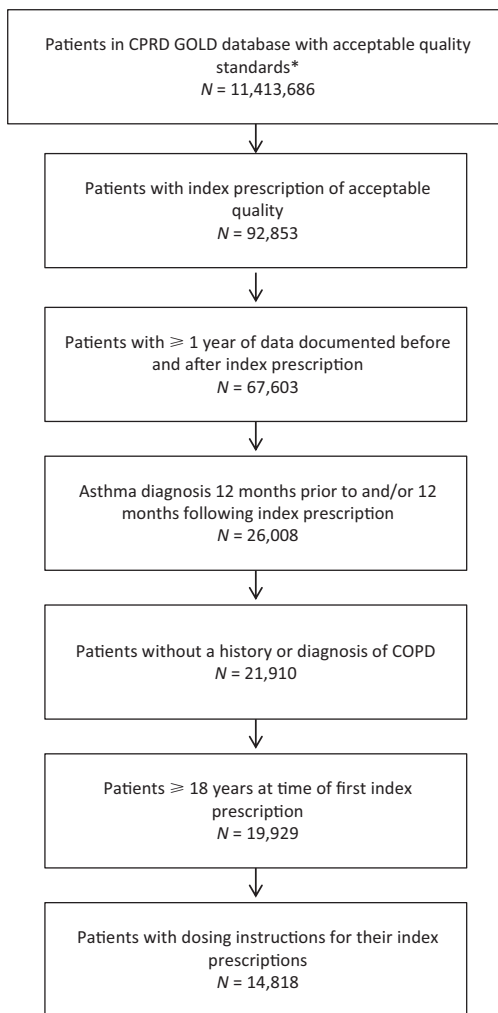 Patients in CPRD GOLD database with acceptable quality
standards*
N = 11,413,686
Patients with index prescription of acceptable
quality
N = 92,853
Patients with ⩾ 1 year of data documented before
and after index prescription
N = 67,603
Asthma diagnosis 12 months prior to and/or 12
months following index prescription
N = 26,008
Patients without a history or diagnosis of COPD
N = 21,910
Patients ⩾ 18 years at time of first index
prescription
N = 19,929
Patients with dosing instructions for their index
prescriptions
N = 14,818